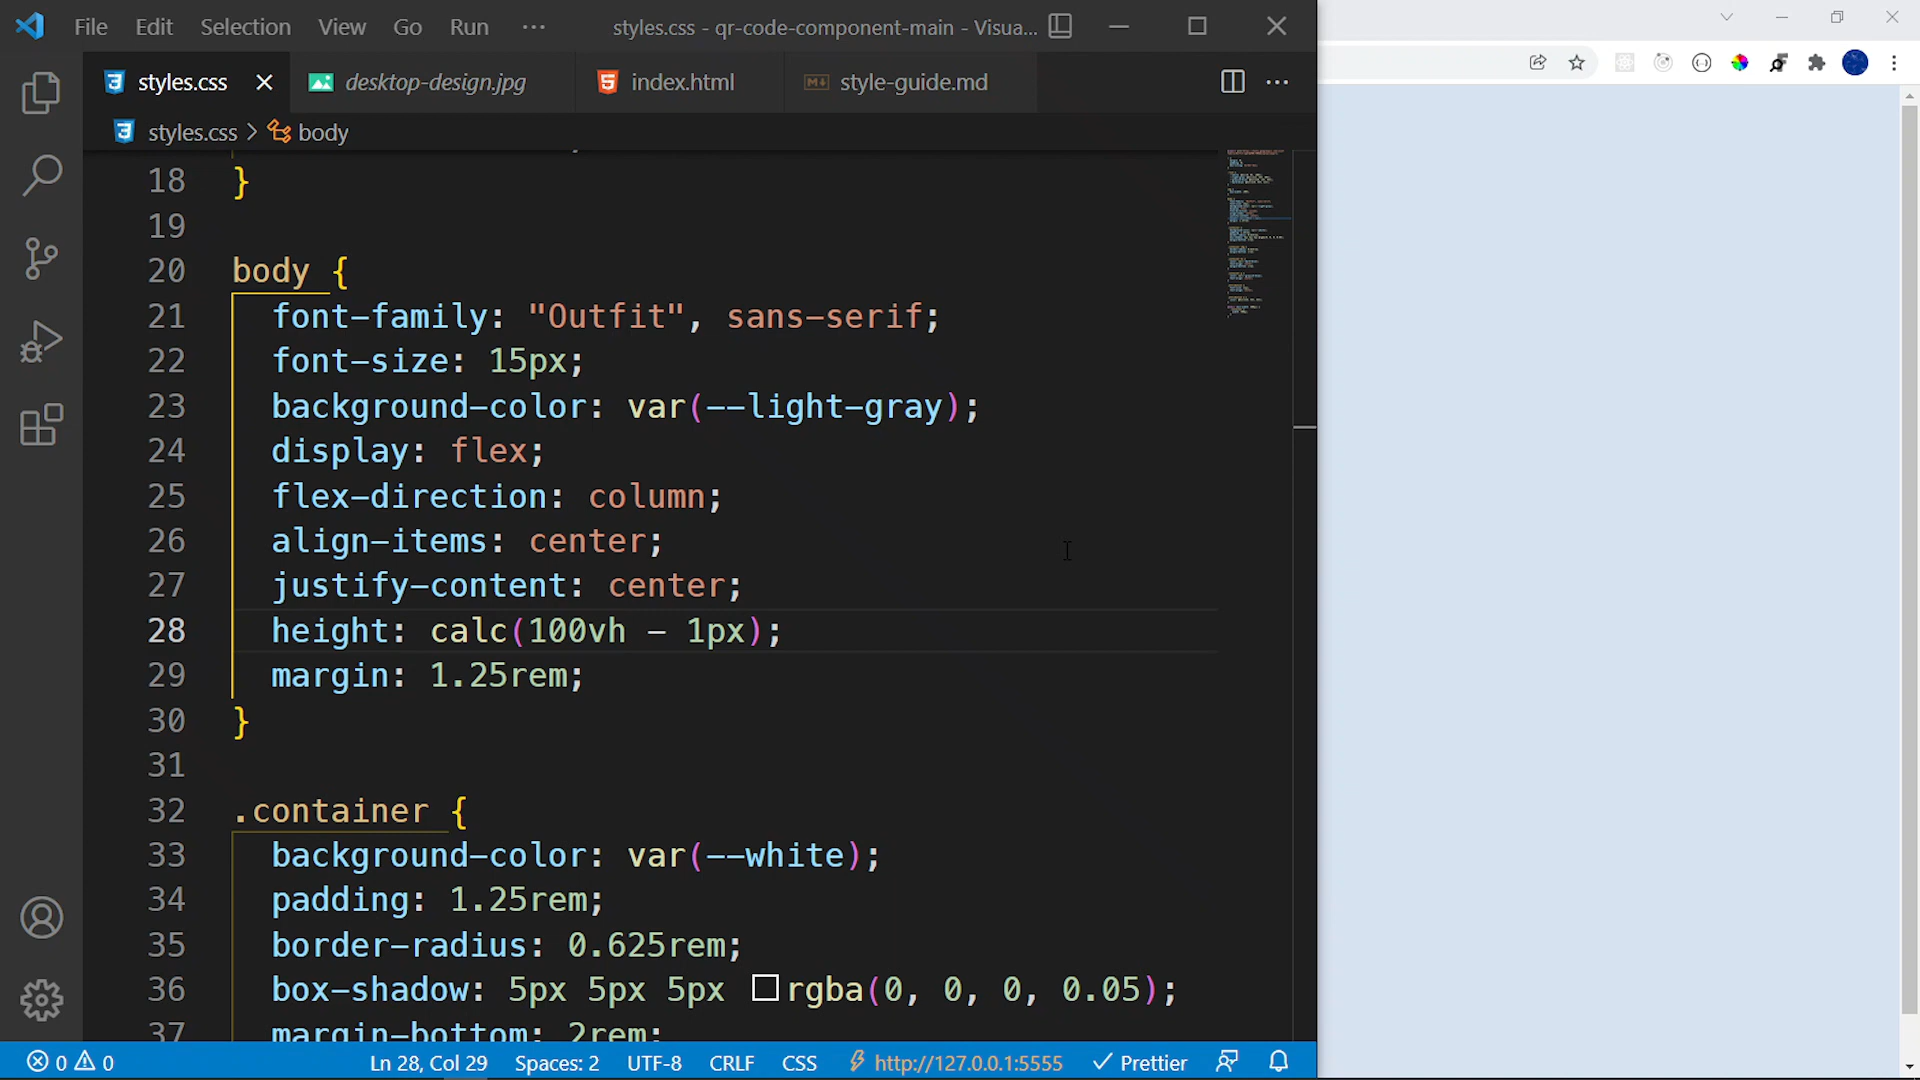 File Edit Selection View Go Run ··· styles.css - qr-code-component-main - Visua...
styles.css desktop-design.jpg index.html style-guide.md
styles.css > body
18 }
19
20 body {
21 font-family: "Outfit", sans-serif;
22 font-size: 15px;
23 background-color: var(--light-gray);
24 display: flex;
25 flex-direction: column;
26 align-items: center;
27 justify-content: center;
28 height: calc(100vh - 1px);
29 margin: 1.25rem;
30 }
31
32 .container {
33 background-color: var(--white);
34 padding: 1.25rem;
35 border-radius: 0.625rem;
36 box-shadow: 5px 5px 5px rgba(0, 0, 0, 0.05);
37 margin-bottom: 2rem;
0 0 Ln 28, Col 29 Spaces: 2 UTF-8 CRLF CSS http://127.0.0.1:5555 Prettier